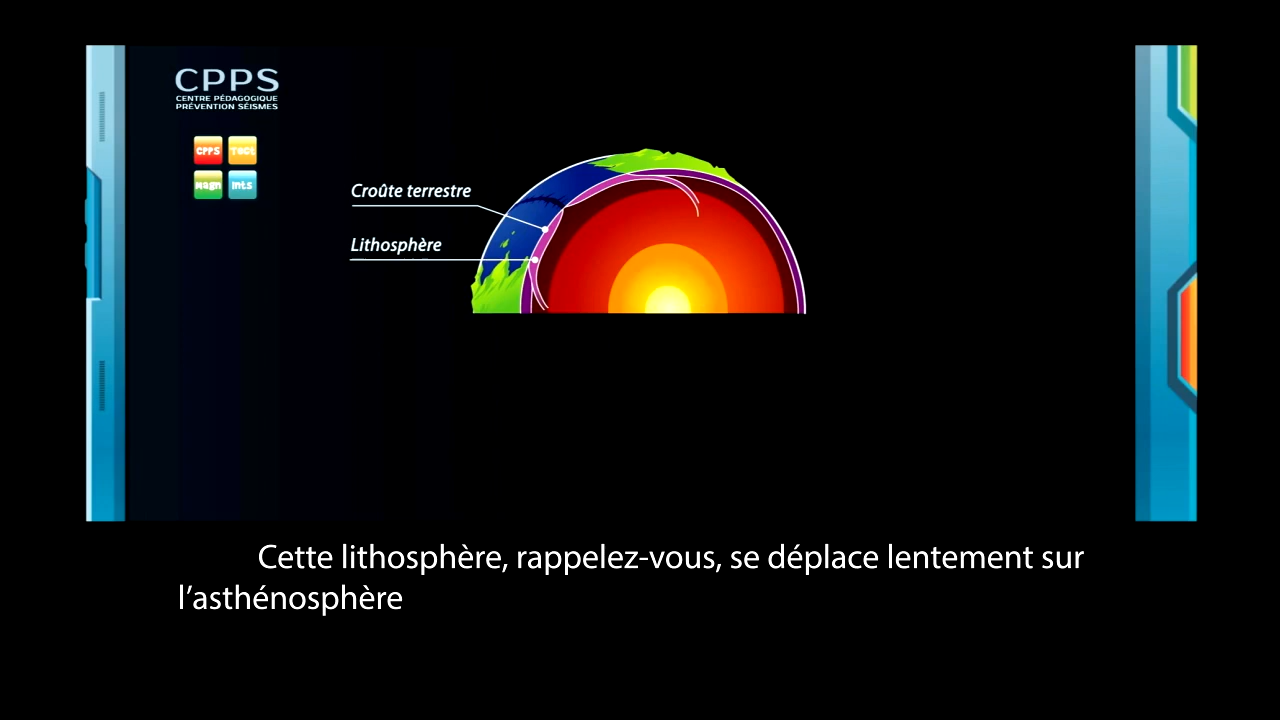 CPPS
CENTRE PÉDAGOGIQUE
PRÉVENTION SÉISMES
CPPS Tect
Magn Ints
Croûte terrestre
Lithosphère
Cette lithosphère, rappelez-vous, se déplace lentement sur
l’asthénosphère